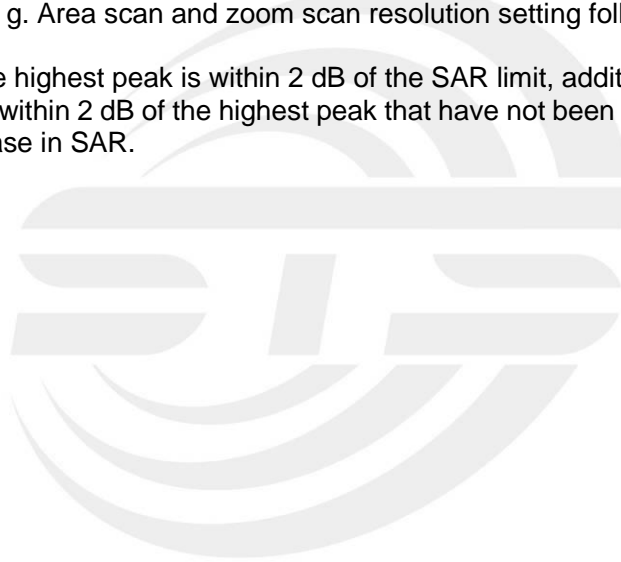 g. Area scan and zoom scan resolution setting foll
e highest peak is within 2 dB of the SAR limit, addit
within 2 dB of the highest peak that have not been
ase in SAR.
STS